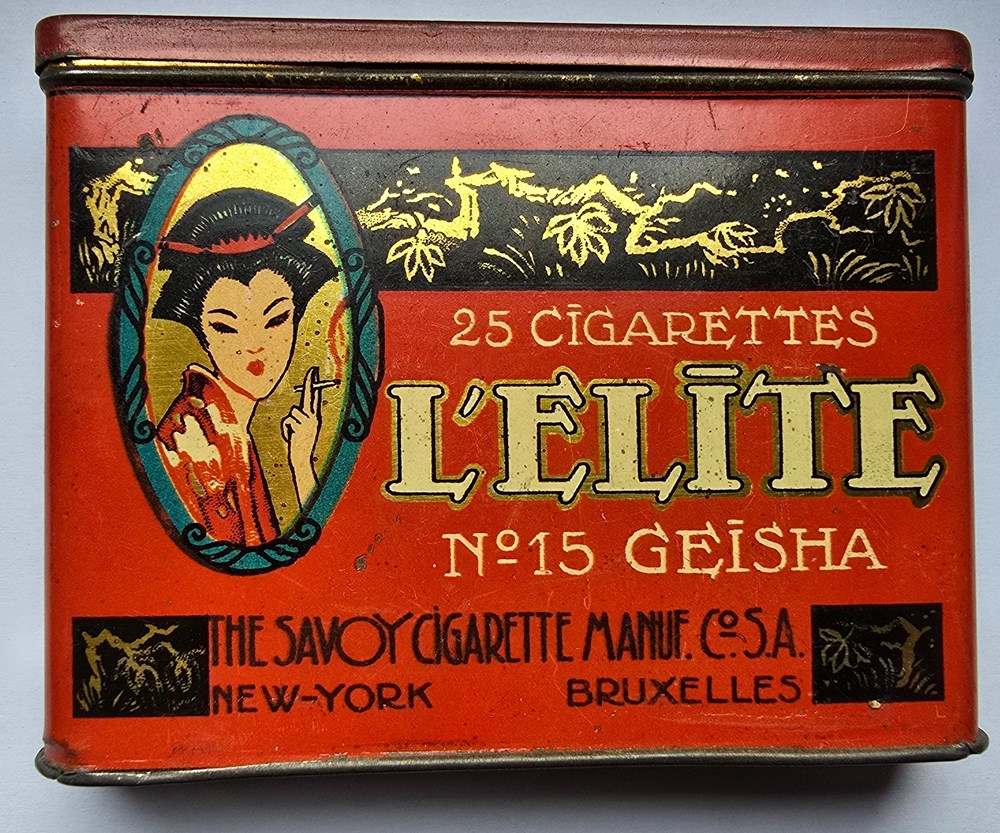 25 CIGARETTES
L'ELITE
Nº15 GEISHA
THE SAVOY CIGARETTE MANUF. Cº. S.A.
NEW-YORK BRUXELLES